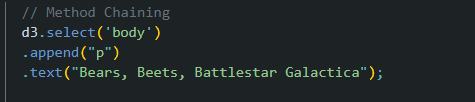 // Method Chaining
d3.select('body')
.append("p")
.text("Bears, Beets, Battlestar Galactica");